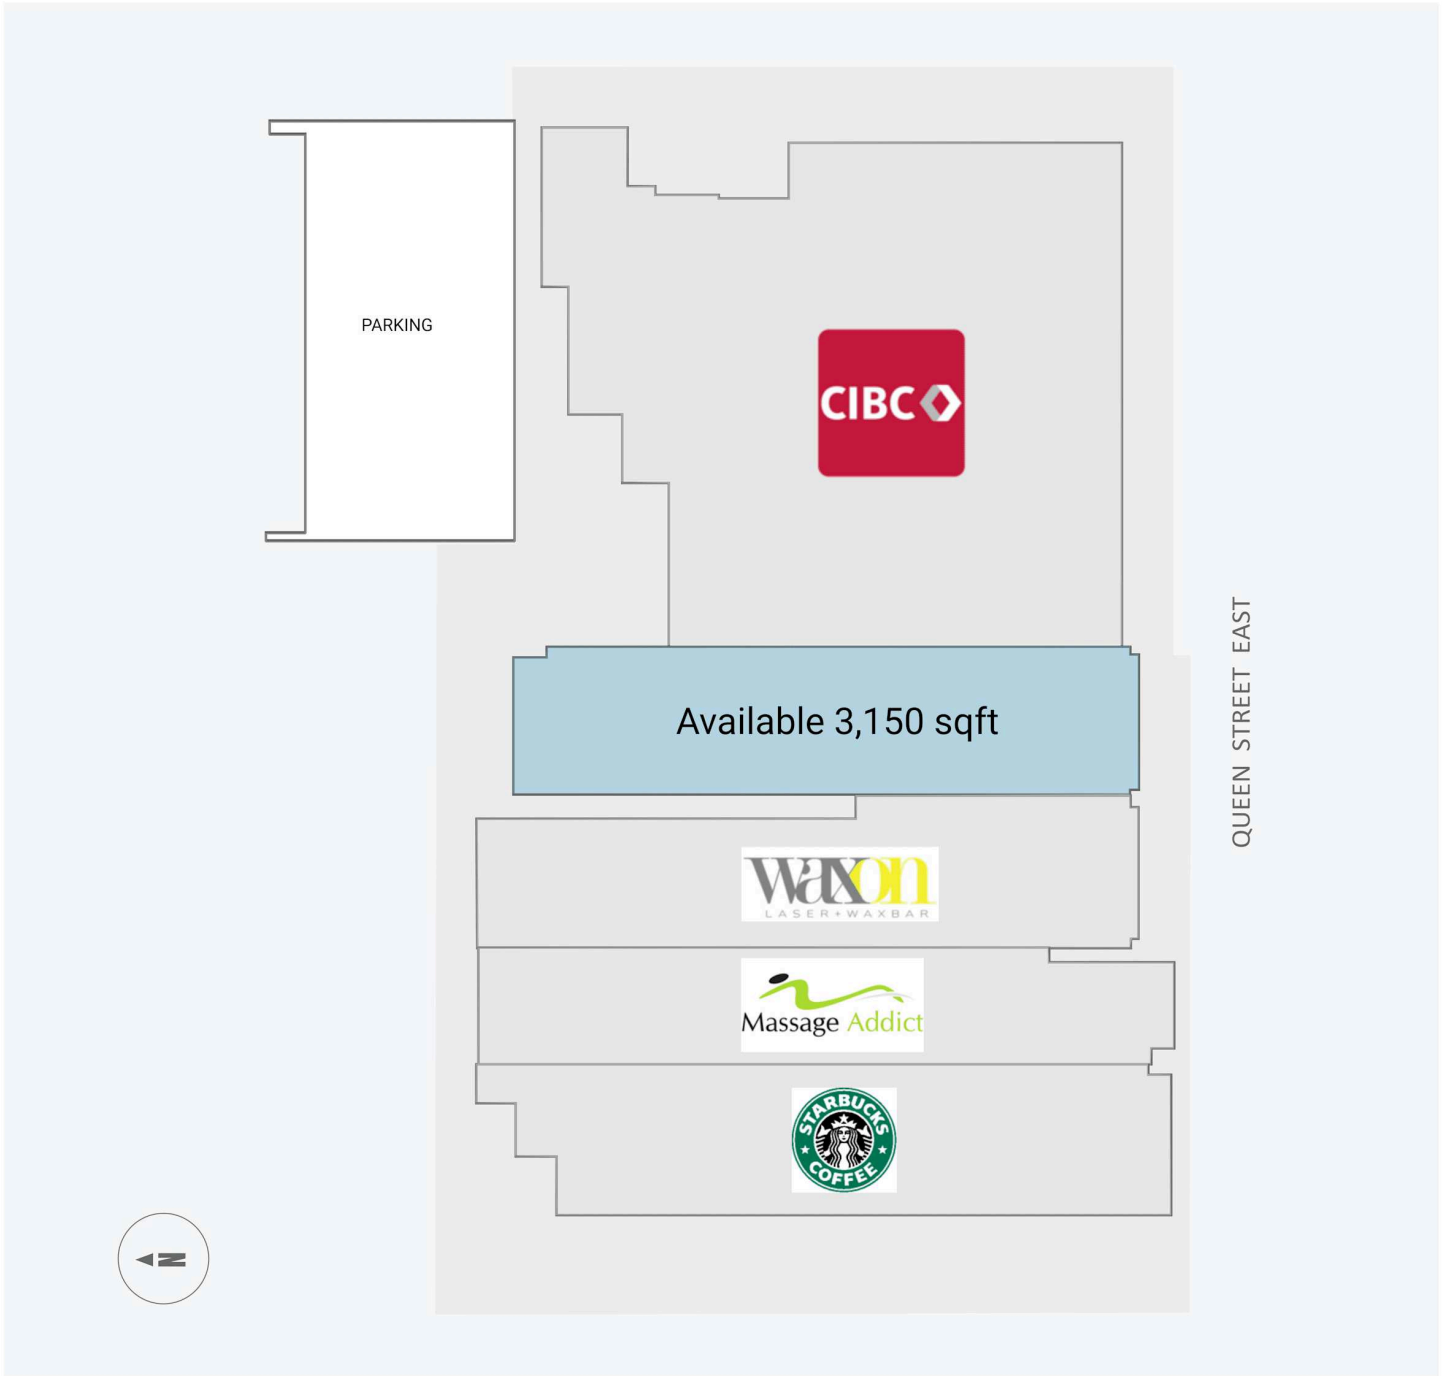 PARKING
CIBC
Available 3,150 sqft
QUEEN STREET EAST
waxon
LASER+WAXBAR
Massage Addict
STARBUCKS
COFFEE
N